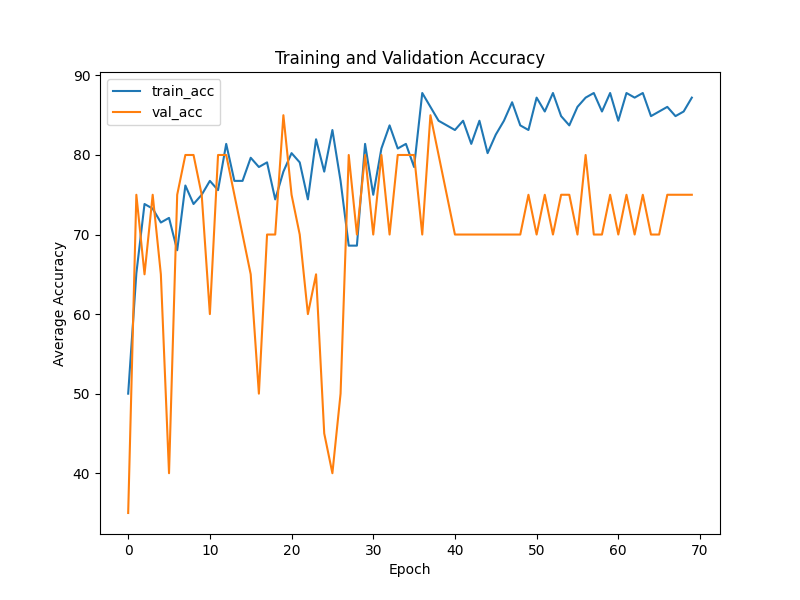 Training and Validation Accuracy
train_acc
val_acc
90
80
70
60
50
40
Average Accuracy
0 10 20 30 40 50 60 70
Epoch